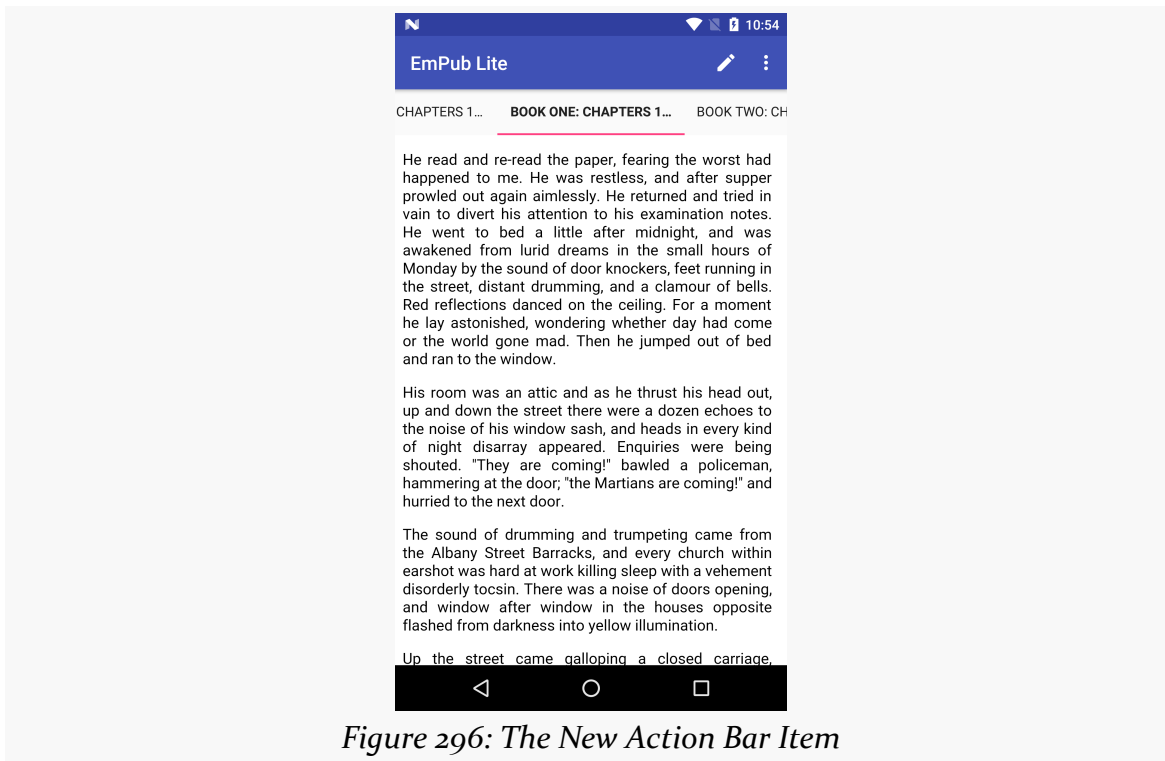 10:54
EmPub Lite
CHAPTERS 1…
BOOK ONE: CHAPTERS 1…
BOOK TWO: CH
He read and re-read the paper, fearing the worst had
happened to me. He was restless, and after supper
prowled out again aimlessly. He returned and tried in
vain to divert his attention to his examination notes.
He went to bed a little after midnight, and was
awakened from lurid dreams in the small hours of
Monday by the sound of door knockers, feet running in
the street, distant drumming, and a clamour of bells.
Red reflections danced on the ceiling. For a moment
he lay astonished, wondering whether day had come
or the world gone mad. Then he jumped out of bed
and ran to the window.
His room was an attic and as he thrust his head out,
up and down the street there were a dozen echoes to
the noise of his window sash, and heads in every kind
of night disarray appeared. Enquiries were being
shouted. "They are coming!" bawled a policeman,
hammering at the door; "the Martians are coming!" and
hurried to the next door.
The sound of drumming and trumpeting came from
the Albany Street Barracks, and every church within
earshot was hard at work killing sleep with a vehement
disorderly tocsin. There was a noise of doors opening,
and window after window in the houses opposite
flashed from darkness into yellow illumination.
Up the street came galloping a closed carriage,
Figure 296: The New Action Bar Item